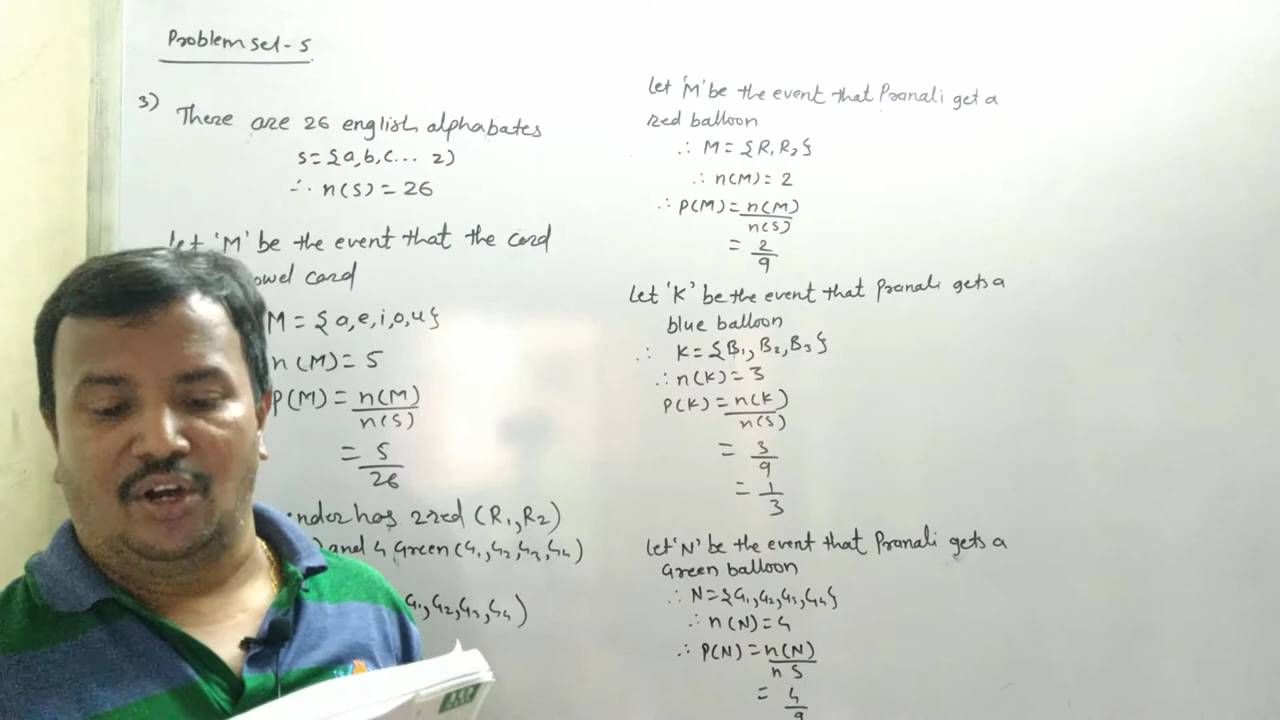 Problem set - 5
3) There are 26 english alphabates
S = {a, b, c... z}
∴ n(S) = 26
Let 'M' be the event that the card
owel card
M = {a, e, i, o, u}
n(M) = 5
P(M) = n(M)/n(S)
= 5/26
ender has 2 red (R1, R2)
) and 4 Green (G1, G2, G3, G4)
G1, G2, G3, G4)
let 'M' be the event that Pranali get a
red balloon
∴ M = {R1 R2}
∴ n(M) = 2
∴ P(M) = n(M)/n(S)
= 2/9
Let 'K' be the event that Pranali gets a
blue balloon
∴ K = {B1, B2, B3}
∴ n(K) = 3
P(K) = n(K)/n(S)
= 3/9
= 1/3
Let 'N' be the event that Pranali gets a
Green balloon
∴ N = {G1, G2, G3, G4}
∴ n(N) = 4
∴ P(N) = n(N)/n S
= 4/9